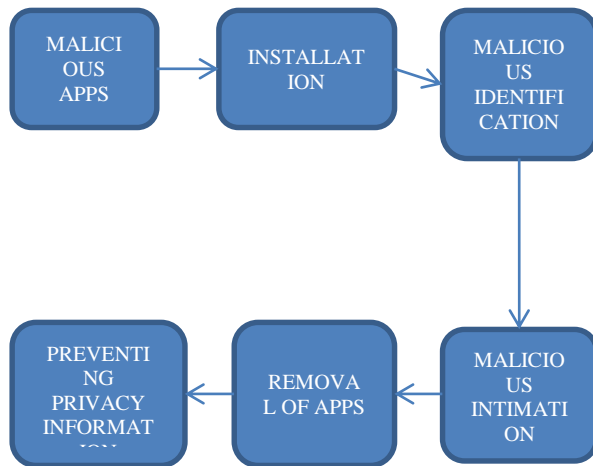 MALICI
OUS
APPS
INSTALLAT
ION
MALICIO
US
IDENTIFI
CATION
PREVENTI
NG
PRIVACY
INFORMAT
ION
REMOVA
L OF APPS
MALICIO
US
INTIMATI
ON